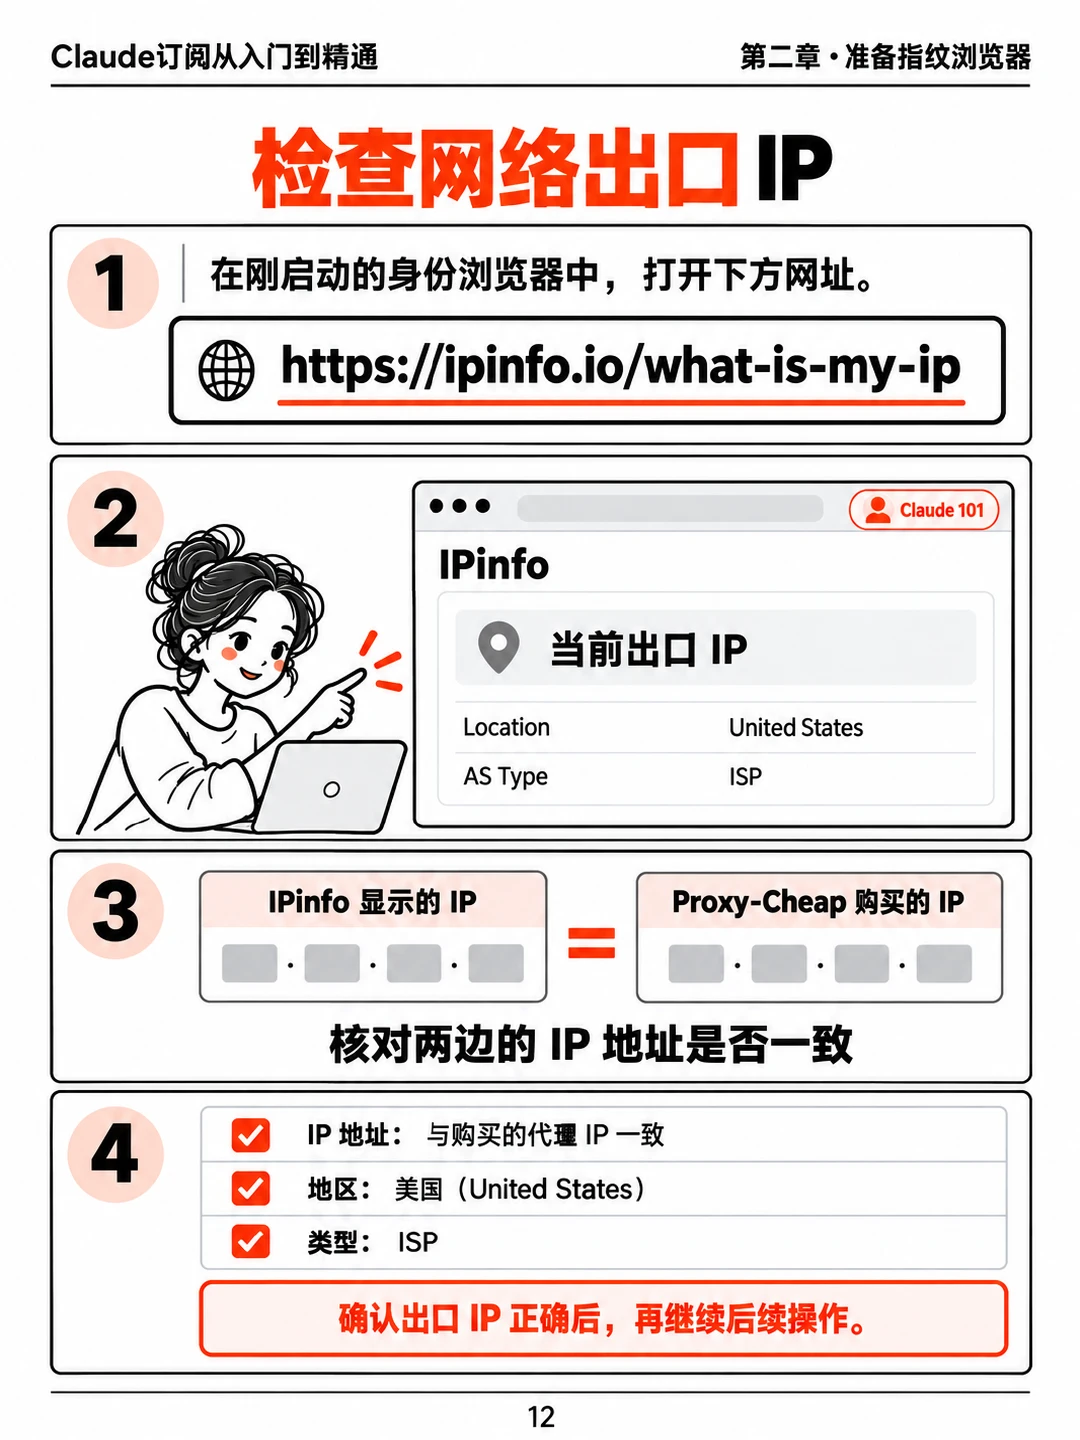 Claude订阅从入门到精通
第二章·准备指纹浏览器
检查网络出口 IP
1
在刚启动的身份浏览器中，打开下方网址。
https://ipinfo.io/what-is-my-ip
2
Claude 101
IPinfo
当前出口 IP
Location United States
AS Type ISP
3
IPinfo 显示的 IP
Proxy-Cheap 购买的 IP
=
核对两边的 IP 地址是否一致
4
IP 地址： 与购买的代理 IP 一致
地区： 美国（United States）
类型： ISP
确认出口 IP 正确后，再继续后续操作。
12